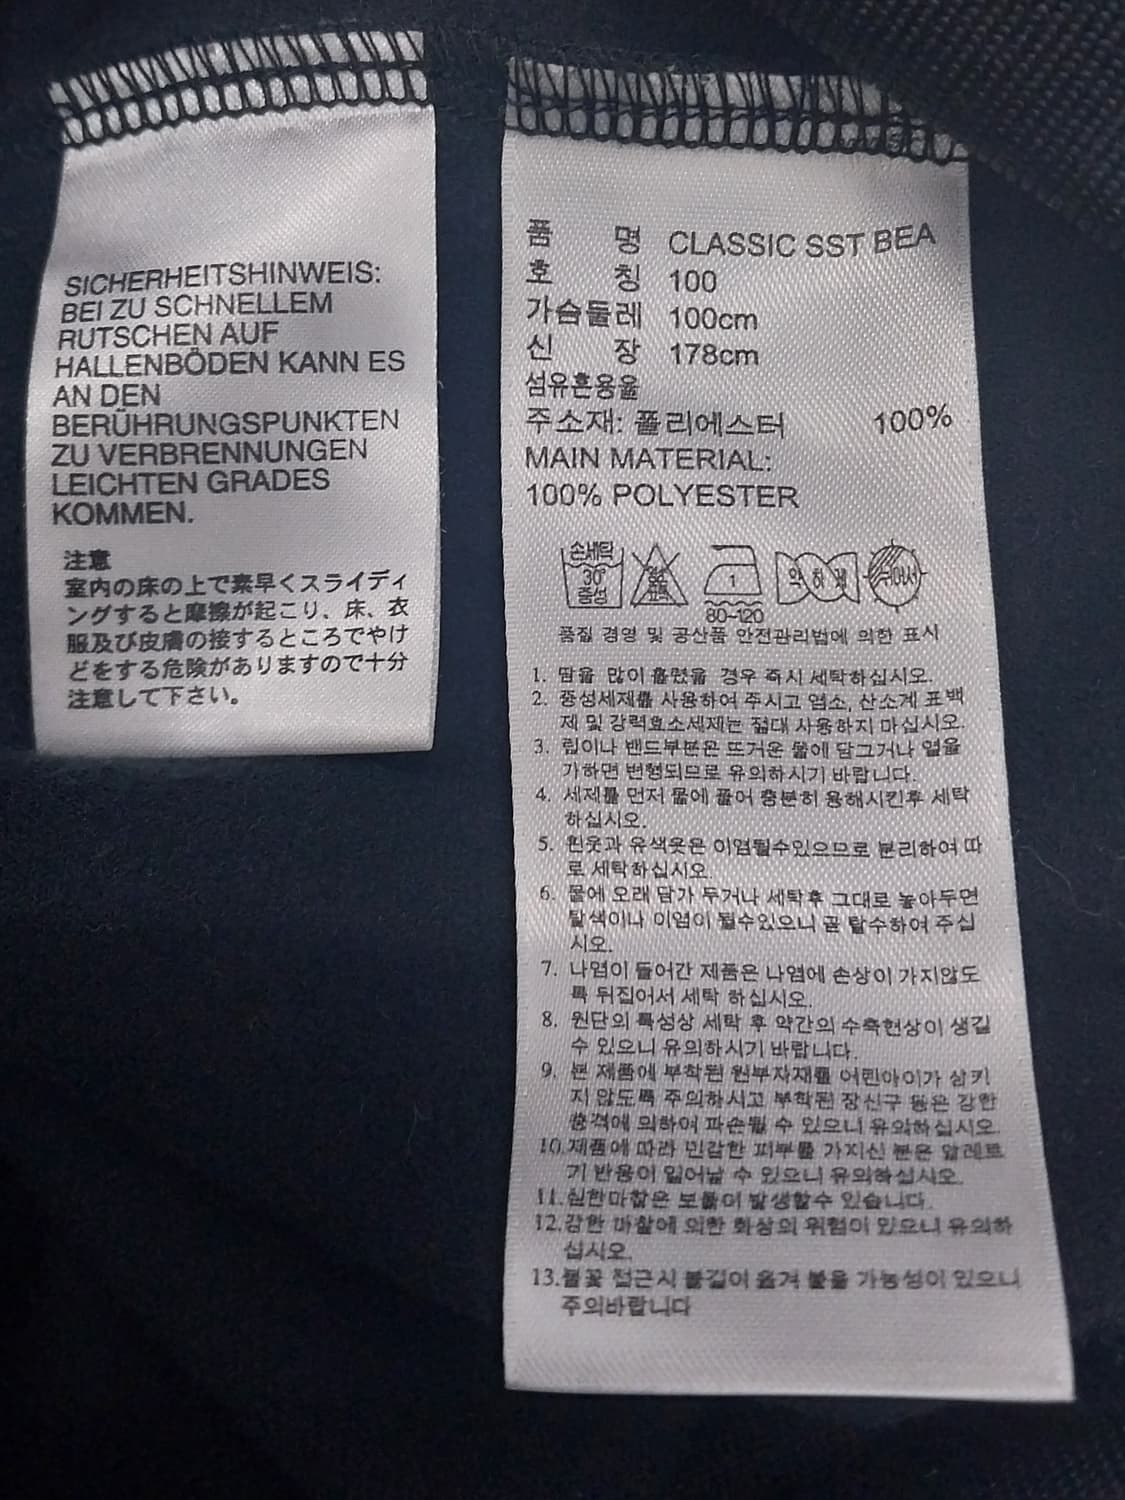 SICHERHEITSHINWEIS:
BEI ZU SCHNELLEM
RUTSCHEN AUF
HALLENBÖDEN KANN ES
AN DEN
BERÜHRUNGSPUNKTEN
ZU VERBRENNUNGEN
LEICHTEN GRADES
KOMMEN.
注意
室内の床の上で素早くスライディ
ングすると摩擦が起こり、床、衣
服及び皮膚の接するところでやけ
どをする危険がありますので十分
注意して下さい。
품 명 CLASSIC SST BEA
호 칭 100
가슴둘레 100cm
신 장 178cm
섬유혼용율
주소재: 폴리에스터 100%
MAIN MATERIAL:
100% POLYESTER
손세탁
30°
중성
염소
표백
1
80~120
약하게
뉘어서
품질 경영 및 공산품 안전관리법에 의한 표시
1. 땀을 많이 흘렸을 경우 즉시 세탁하십시오.
2. 중성세제를 사용하여 주시고 염소, 산소계 표백
제 및 강력효소세제는 절대 사용하지 마십시오.
3. 립이나 밴드부분은 뜨거운 물에 담그거나 열을
가하면 변형되므로 유의하시기 바랍니다.
4. 세제를 먼저 물에 풀어 충분히 용해시킨후 세탁
하십시오.
5. 흰옷과 유색옷은 이염될수있으므로 분리하여 따
로 세탁하십시오.
6. 물에 오래 담가 두거나 세탁후 그대로 놓아두면
탈색이나 이염이 될수있으니 곧 탈수하여 주십
시오.
7. 나염이 들어간 제품은 나염에 손상이 가지않도
록 뒤집어서 세탁 하십시오.
8. 원단의 특성상 세탁 후 약간의 수축현상이 생길
수 있으니 유의하시기 바랍니다.
9. 본 제품에 부착된 원부자재를 어린아이가 삼키
지 않도록 주의하시고 부착된 장신구 등은 강한
충격에 의하여 파손될 수 있으니 유의하십시오.
10.제품에 따라 민감한 피부를 가지신 분은 알레르
기 반응이 일어날 수 있으니 유의하십시오.
11.심한마찰은 보풀이 발생할수 있습니다.
12.강한 마찰에 의한 화상의 위험이 있으니 유의하
십시오.
13.불꽃 접근시 불길이 옮겨 붙을 가능성이 있으니
주의바랍니다